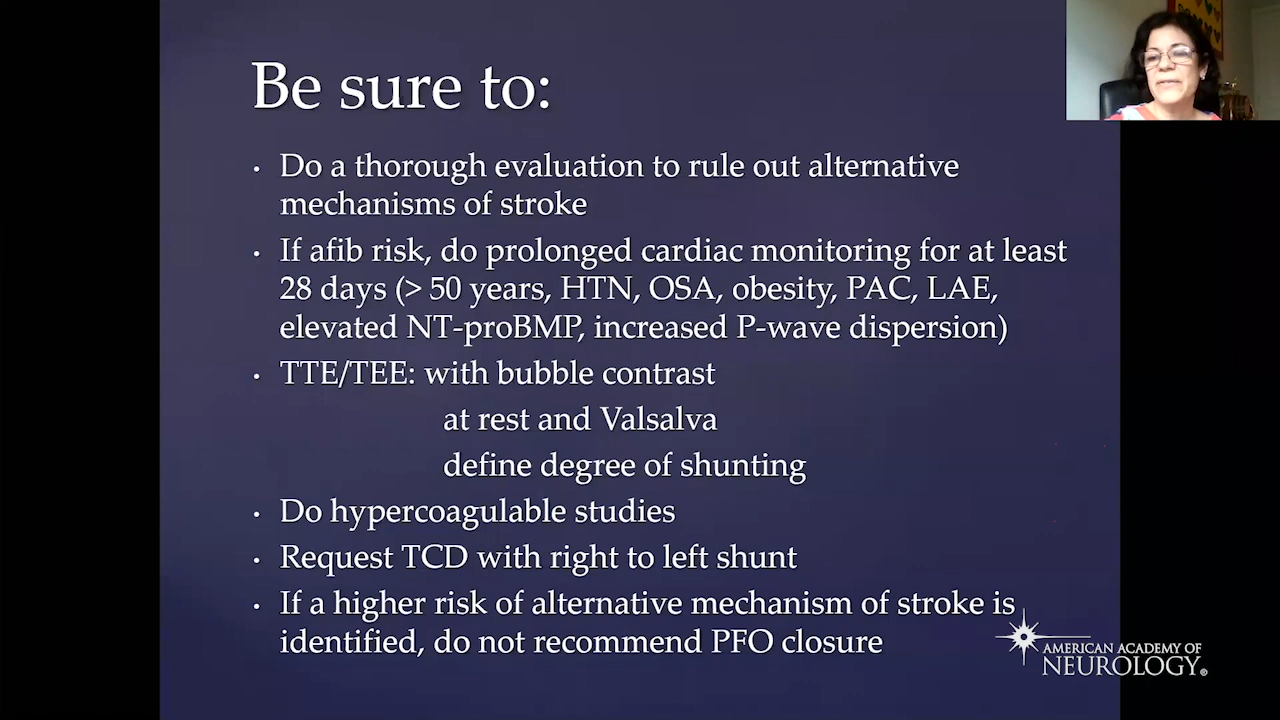 Be sure to:
• Do a thorough evaluation to rule out alternative
mechanisms of stroke
• If afib risk, do prolonged cardiac monitoring for at least
28 days (> 50 years, HTN, OSA, obesity, PAC, LAE,
elevated NT-proBMP, increased P-wave dispersion)
• TTE/TEE: with bubble contrast
at rest and Valsalva
define degree of shunting
• Do hypercoagulable studies
• Request TCD with right to left shunt
• If a higher risk of alternative mechanism of stroke is
identified, do not recommend PFO closure
AMERICAN ACADEMY OF
NEUROLOGY®